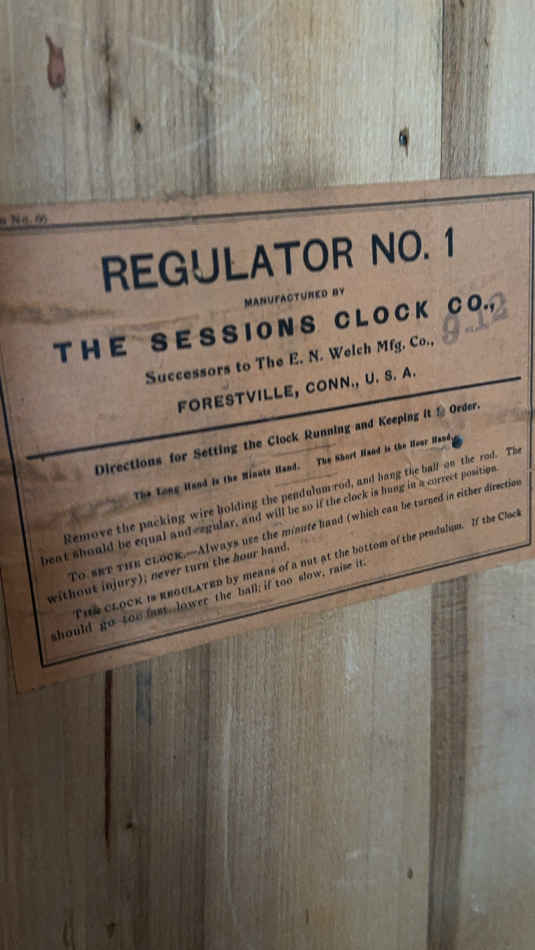 No. 66
REGULATOR NO. 1
MANUFACTURED BY
THE SESSIONS CLOCK CO.,
9-12
Successors to The E. N. Welch Mfg. Co.,
FORESTVILLE, CONN., U. S. A.
Directions for Setting the Clock Running and Keeping it Order.
The Long Hand is the Minute Hand. The Short Hand is the Hour Hand.
Remove the packing wire holding the pendulum rod, and hang the ball on the rod. The
beat should be equal and regular, and will be so if the clock is hung in a correct position.
To SET THE CLOCK.—Always use the minute hand (which can be turned in either direction
without injury); never turn the hour hand.
THIS CLOCK IS REGULATED by means of a nut at the bottom of the pendulum. If the Clock
should go too fast, lower the ball; if too slow, raise it.